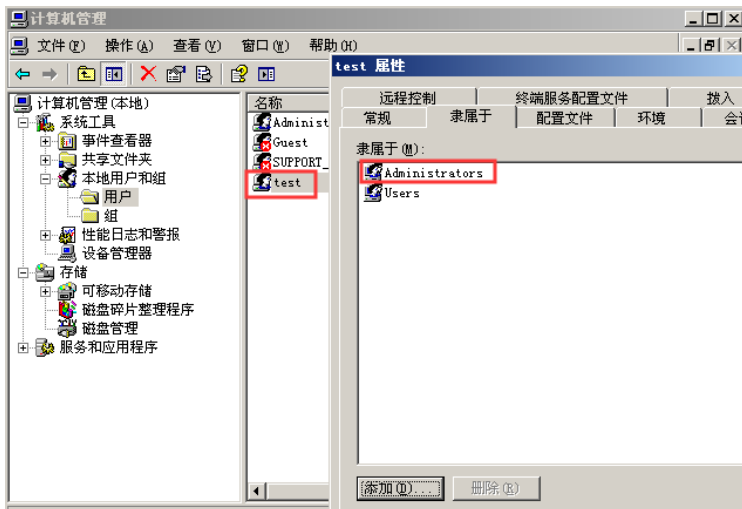 计算机管理
文件(F) 操作(A) 查看(V) 窗口(W) 帮助(H)
计算机管理(本地)
系统工具
事件查看器
共享文件夹
本地用户和组
用户
组
性能日志和警报
设备管理器
存储
可移动存储
磁盘碎片整理程序
磁盘管理
服务和应用程序
名称
Administ
Guest
SUPPORT_
test
test 属性
远程控制 终端服务配置文件 拨入
常规 隶属于 配置文件 环境 会
隶属于(M):
Administrators
Users
添加(D)... 删除(R)